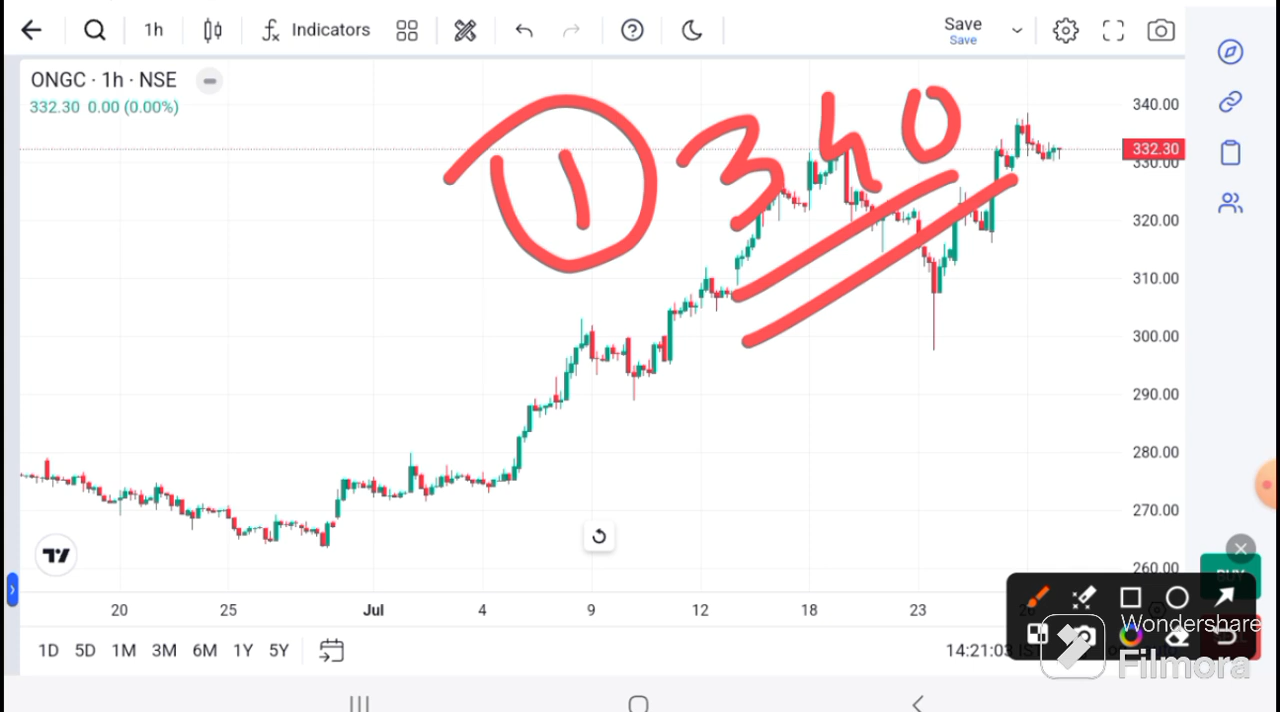 1h Indicators Save
Save
ONGC · 1h · NSE
332.30 0.00 (0.00%)
1 340
340.00
332.30
330.00
320.00
310.00
300.00
290.00
280.00
270.00
260.00
BUY
20 25 Jul 4 9 12 18 23
1D 5D 1M 3M 6M 1Y 5Y 14:21:03
Wondershare
Filmora